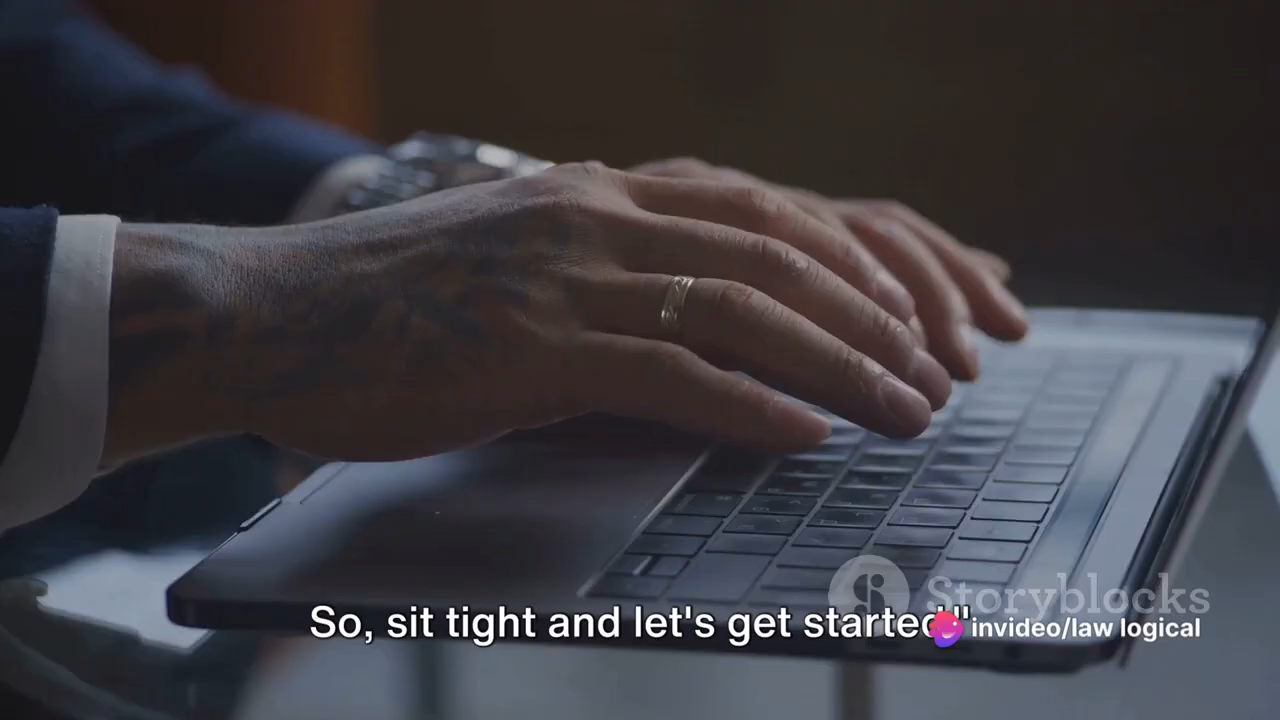 Storyblocks
So, sit tight and let's get started."
invideo/law logical